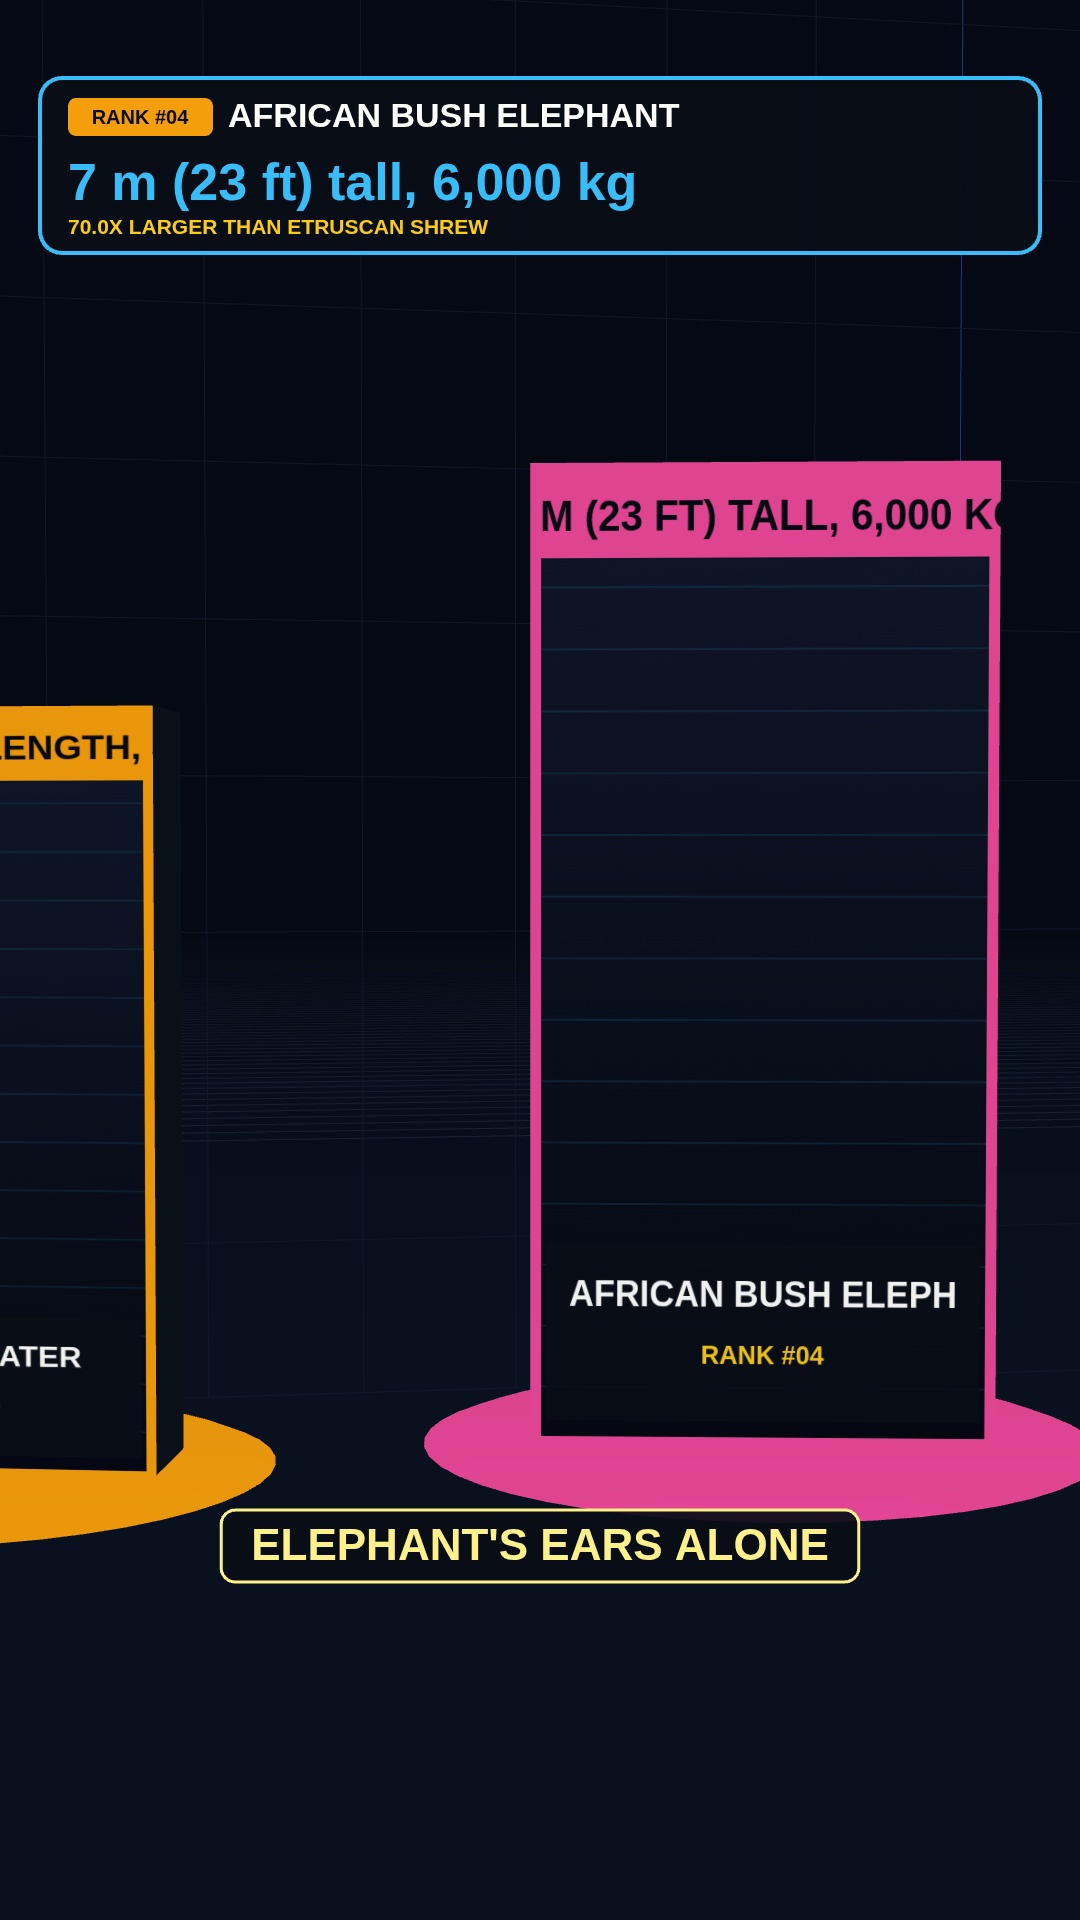 RANK #04 AFRICAN BUSH ELEPHANT
7 m (23 ft) tall, 6,000 kg
70.0X LARGER THAN ETRUSCAN SHREW
M (23 FT) TALL, 6,000 K
LENGTH,
AFRICAN BUSH ELEPH
RANK #04
ATER
ELEPHANT'S EARS ALONE